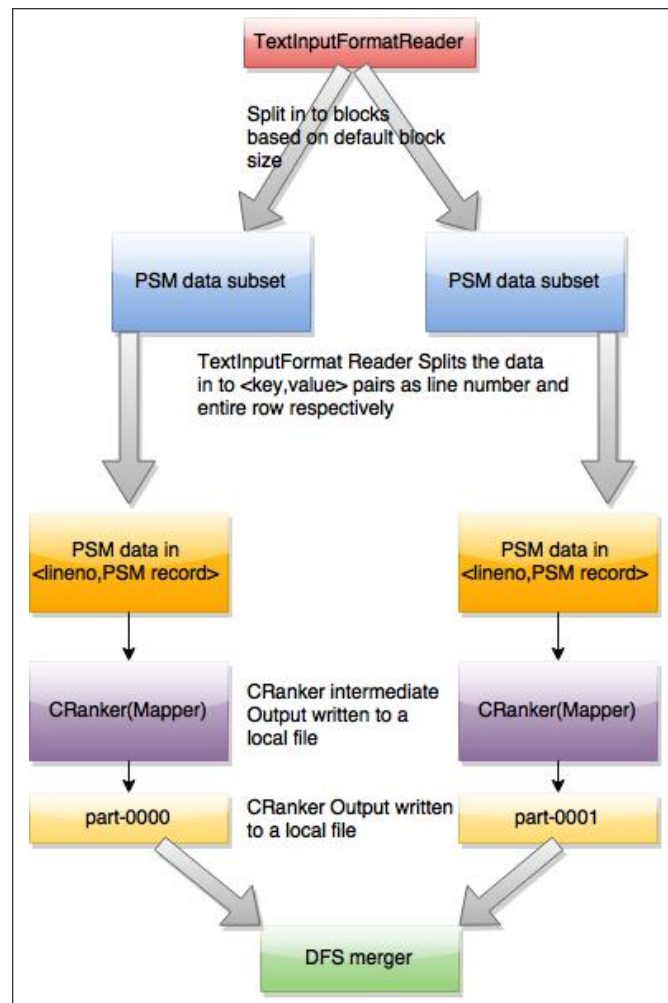 TextInputFormatReader
Split in to blocks
based on default block
size
PSM data subset
PSM data subset
TextInputFormat Reader Splits the data
in to <key,value> pairs as line number and
entire row respectively
PSM data in
<lineno,PSM record>
PSM data in
<lineno,PSM record>
CRanker(Mapper)
CRanker intermediate
Output written to a
local file
CRanker(Mapper)
part-0000
CRanker Output written
to a local file
part-0001
DFS merger